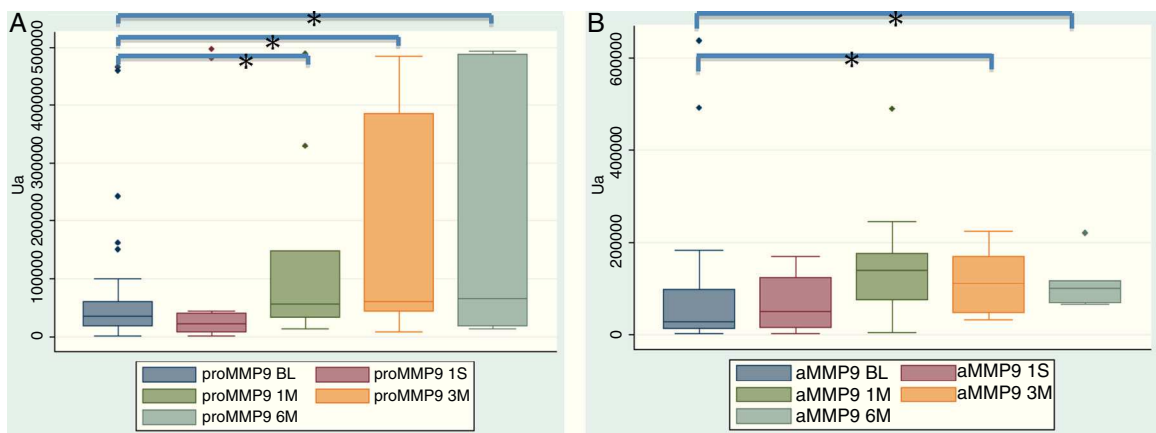 A
*
*
*
Ua
500000
400000
300000
200000
100000
0
proMMP9 BL
proMMP9 1S
proMMP9 1M
proMMP9 3M
proMMP9 6M
B
*
*
Ua
600000
400000
200000
0
aMMP9 BL
aMMP9 1S
aMMP9 1M
aMMP9 3M
aMMP9 6M